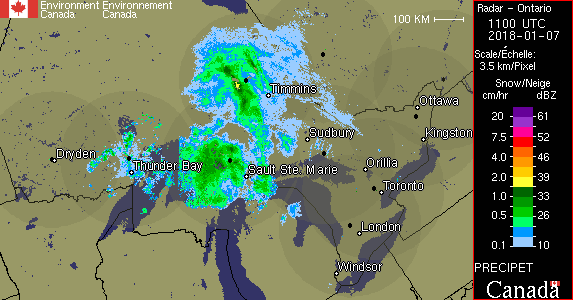 Environment Environnement
Canada Canada
100 KM
Timmins
Ottawa
Sudbury
Kingston
Dryden
Thunder Bay
Sault Ste. Marie
Orillia
Toronto
London
Windsor
Radar - Ontario
1100 UTC
2018-01-07
Scale/Échelle:
3.5 km/Pixel
Snow/Neige
cm/hr dBZ
20 61
7.5 52
4.0 46
2.0 39
1.0 33
0.5 26
0.1 10
PRECIPET
Canada